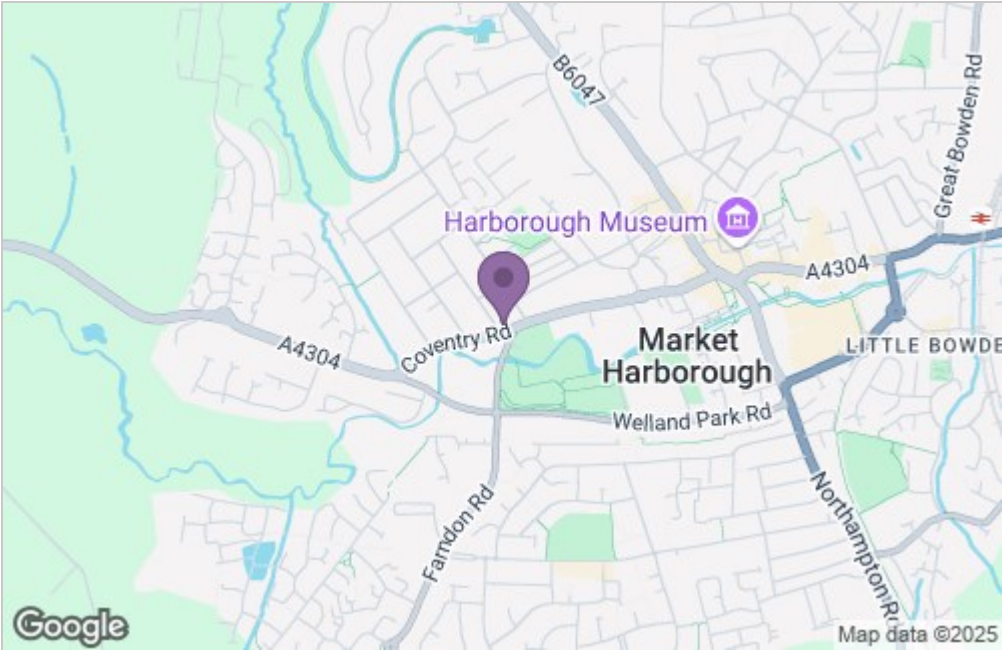 B6047
Great Bowden Rd
Harborough Museum
A4304
Coventry Rd
Market
Harborough
LITTLE BOWDE
A4304
Welland Park Rd
Farndon Rd
Northampton Rd
Google
Map data ©2025